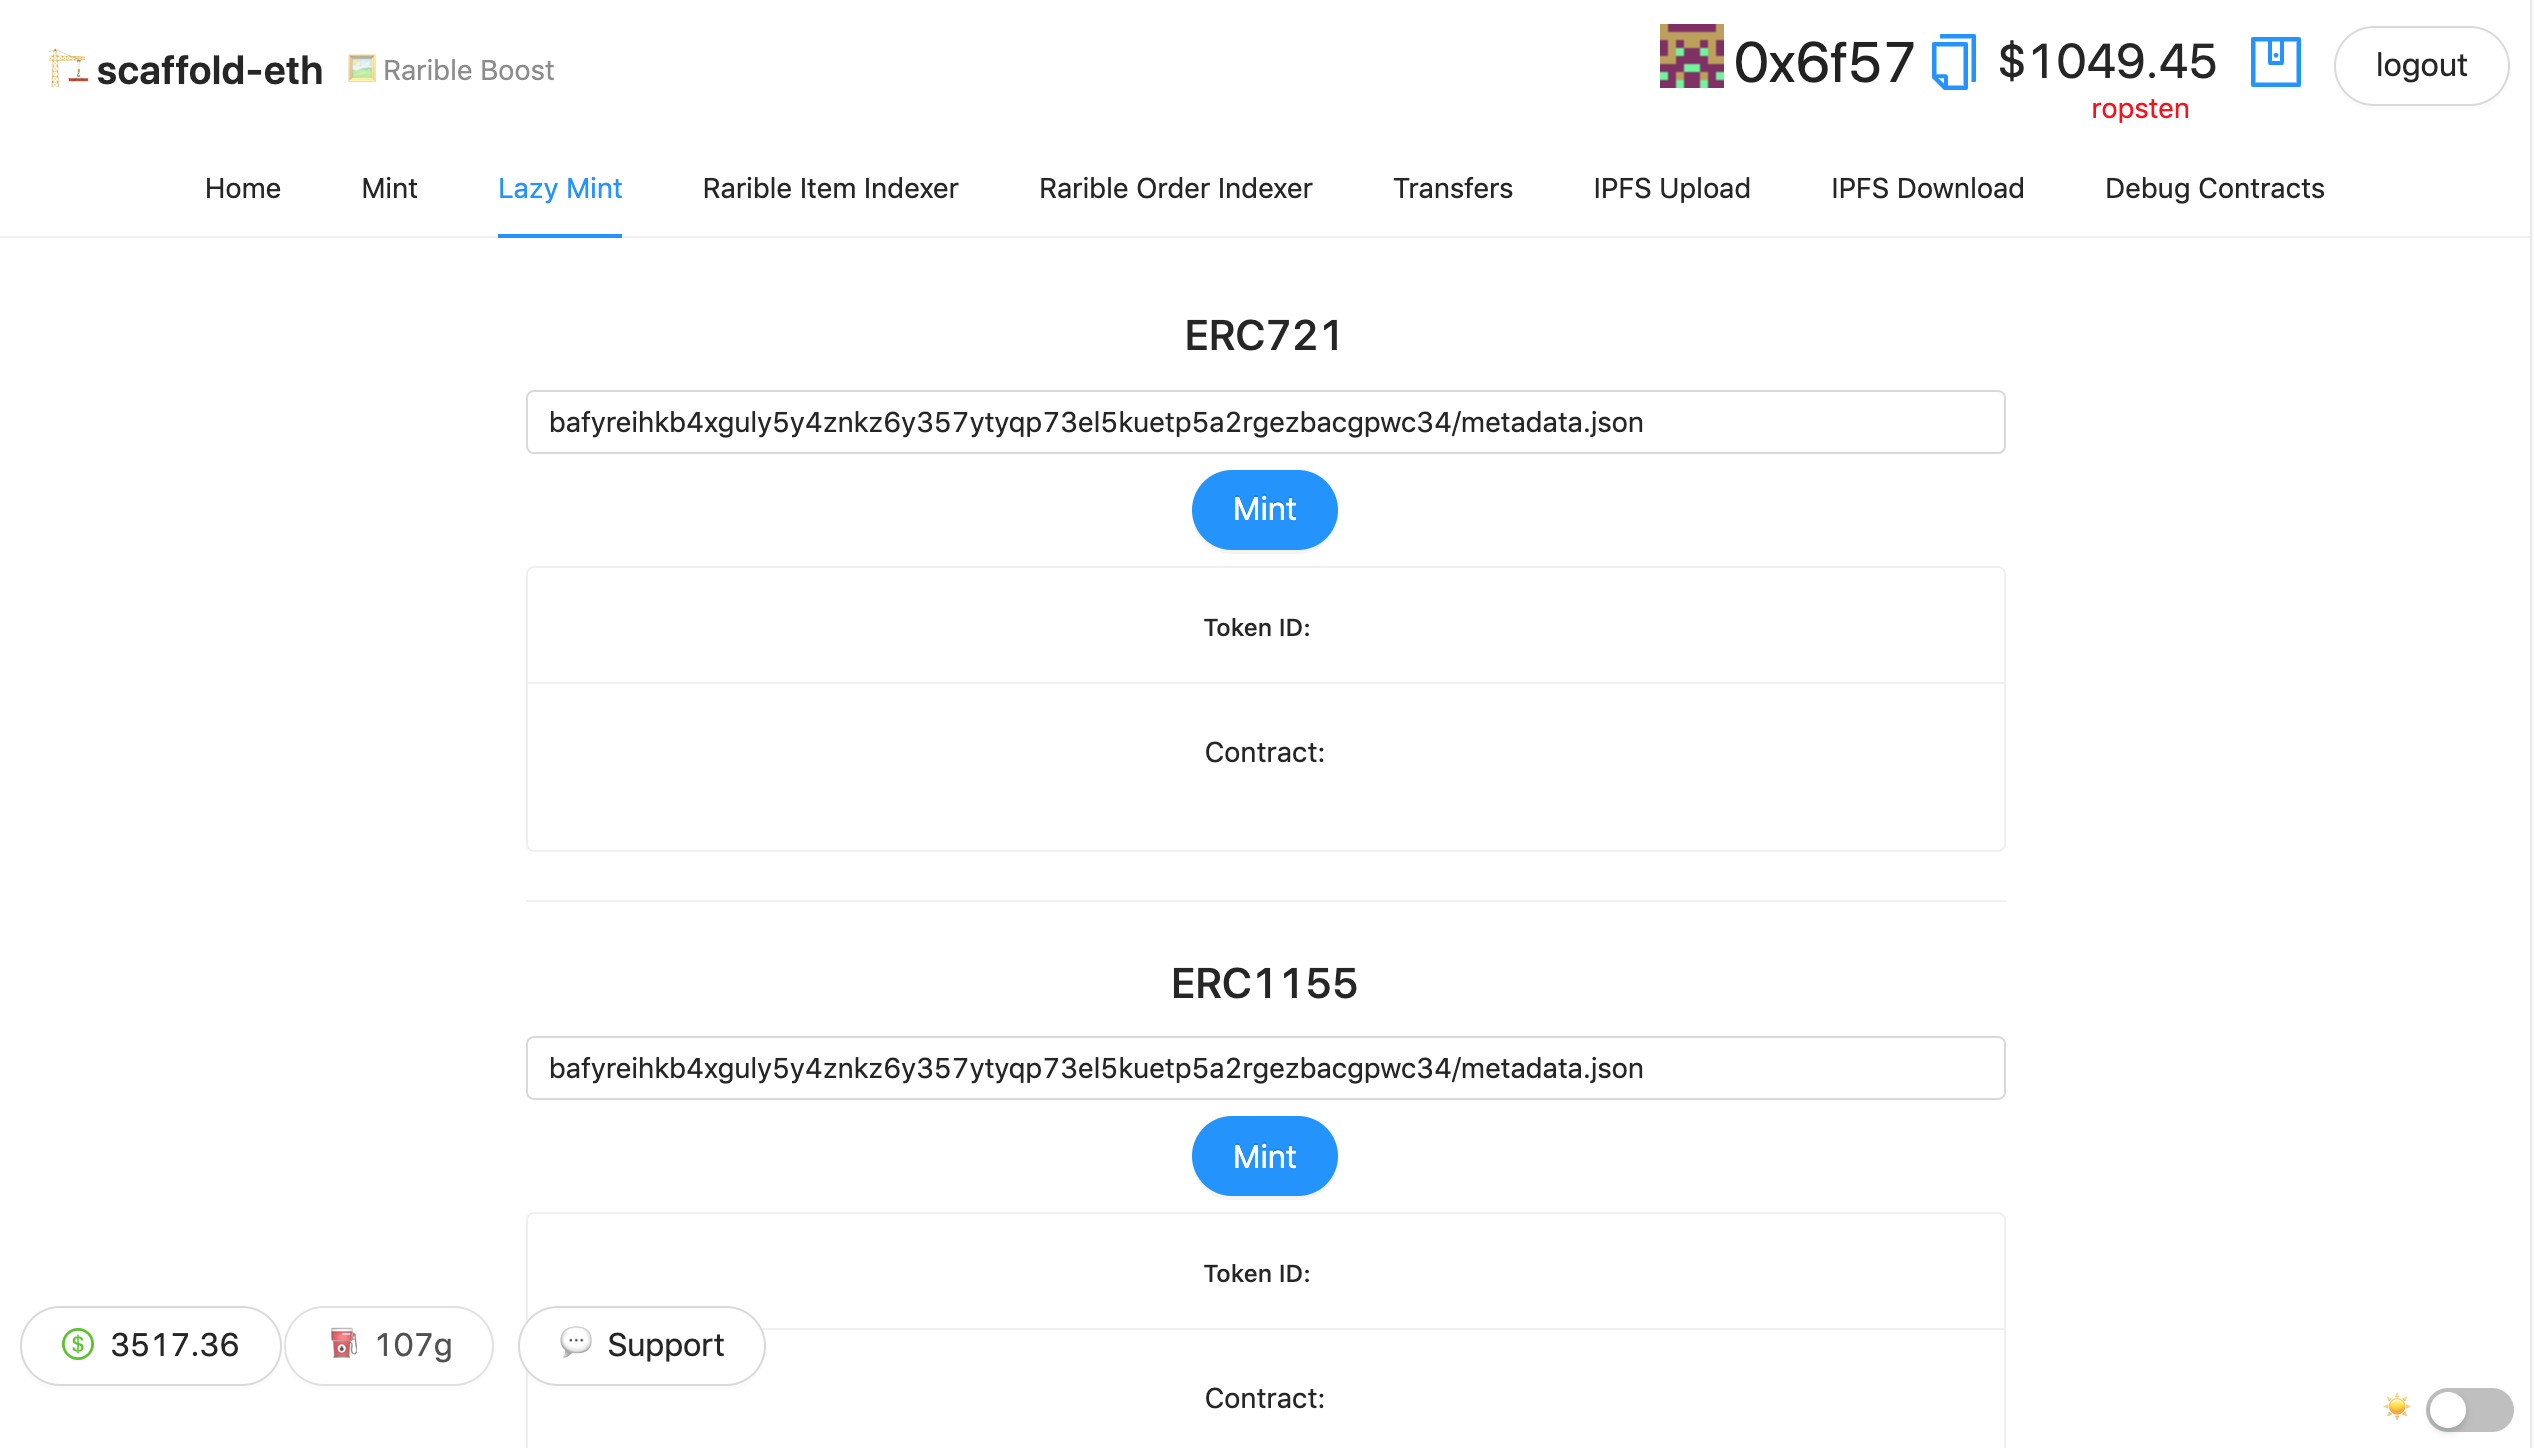 scaffold-eth Rarible Boost
0x6f57 $1049.45 logout
ropsten
Home Mint Lazy Mint Rarible Item Indexer Rarible Order Indexer Transfers IPFS Upload IPFS Download Debug Contracts
ERC721
bafyreihkb4xguly5y4znkz6y357ytyqp73el5kuetp5a2rgezbacgpwc34/metadata.json
Mint
Token ID:
Contract:
ERC1155
bafyreihkb4xguly5y4znkz6y357ytyqp73el5kuetp5a2rgezbacgpwc34/metadata.json
Mint
Token ID:
3517.36 107g Support
Contract: